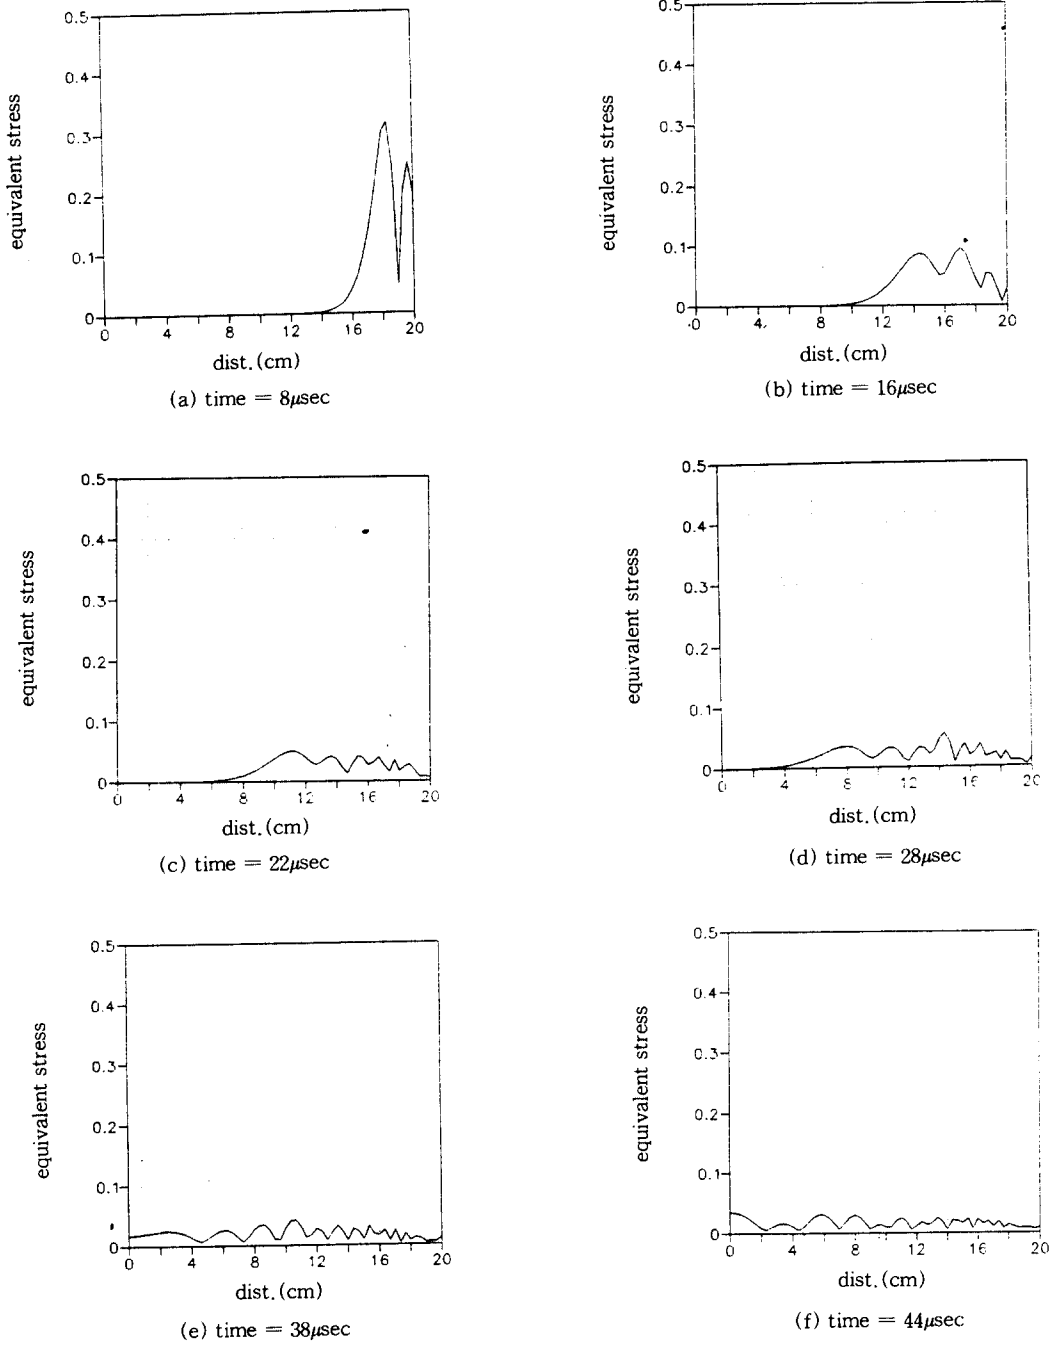 0.5
0.4
0.3
0.2
0.1
0
equivalent stress
0 4 8 12 16 20
dist.(cm)
(a) time = 8μsec
0.5
0.4
0.3
0.2
0.1
0
equivalent stress
0 4 8 12 16 20
dist.(cm)
(b) time = 16μsec
0.5
0.4
0.3
0.2
0.1
0
equivalent stress
0 4 8 12 16 20
dist.(cm)
(c) time = 22μsec
0.5
0.4
0.3
0.2
0.1
0
equivalent stress
0 4 8 12 16 20
dist.(cm)
(d) time = 28μsec
0.5
0.4
0.3
0.2
0.1
0
equivalent stress
0 4 8 12 16 20
dist.(cm)
(e) time = 38μsec
0.5
0.4
0.3
0.2
0.1
0
equivalent stress
0 4 8 12 16 20
dist.(cm)
(f) time = 44μsec